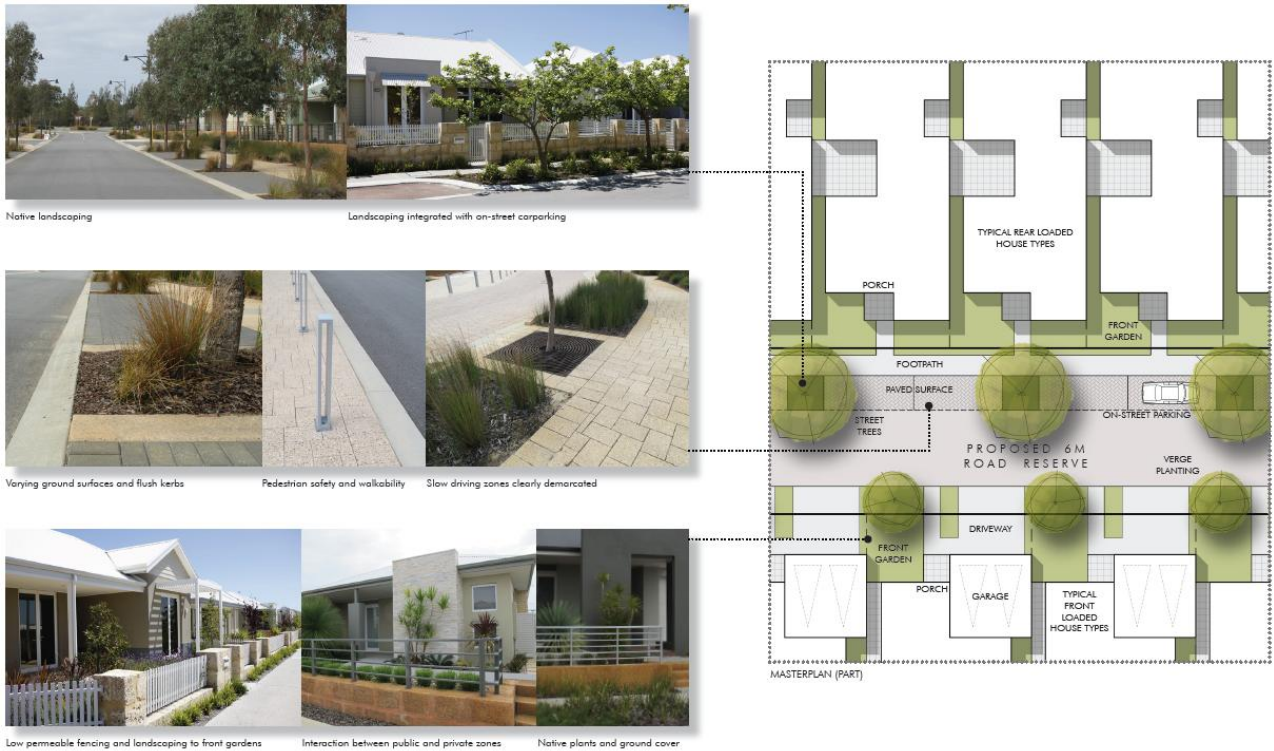 Native landscaping
Landscaping integrated with on-street carparking
Varying ground surfaces and flush kerbs
Pedestrian safety and walkability
Slow driving zones clearly demarcated
Low permeable fencing and landscaping to front gardens
Interaction between public and private zones
Native plants and ground cover
TYPICAL REAR LOADED
HOUSE TYPES
PORCH
FRONT
GARDEN
FOOTPATH
PAVED SURFACE
ON-STREET PARKING
STREET
TREES
PROPOSED 6M
ROAD RESERVE
VERGE
PLANTING
DRIVEWAY
FRONT
GARDEN
PORCH
GARAGE
TYPICAL
FRONT
LOADED
HOUSE TYPES
MASTERPLAN (PART)